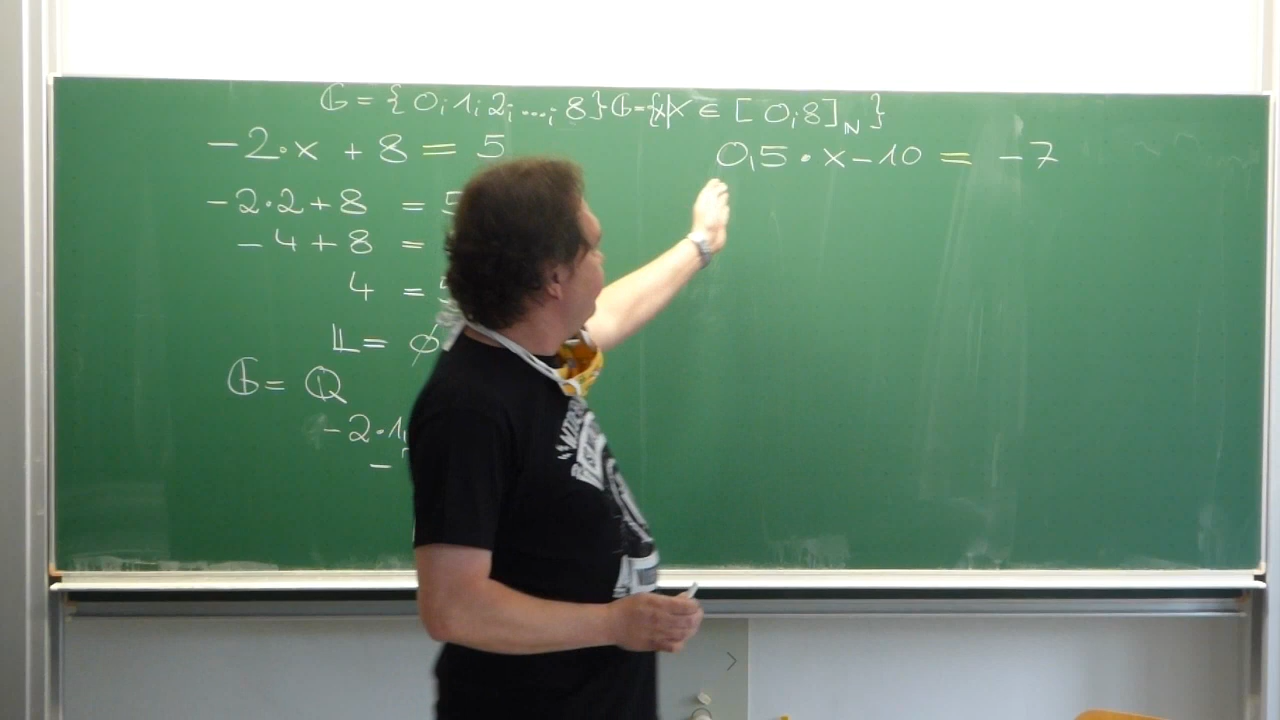 𝔾 = {0;1;2;...;8} 𝔾={x|x ∈ [0;8]ℕ}
-2·x + 8 = 5
-2·2+8 = 5
-4+8 =
4 = 5
𝕃= ∅
𝔾= ℚ
-2·1,
-
0,5·x-10 = -7